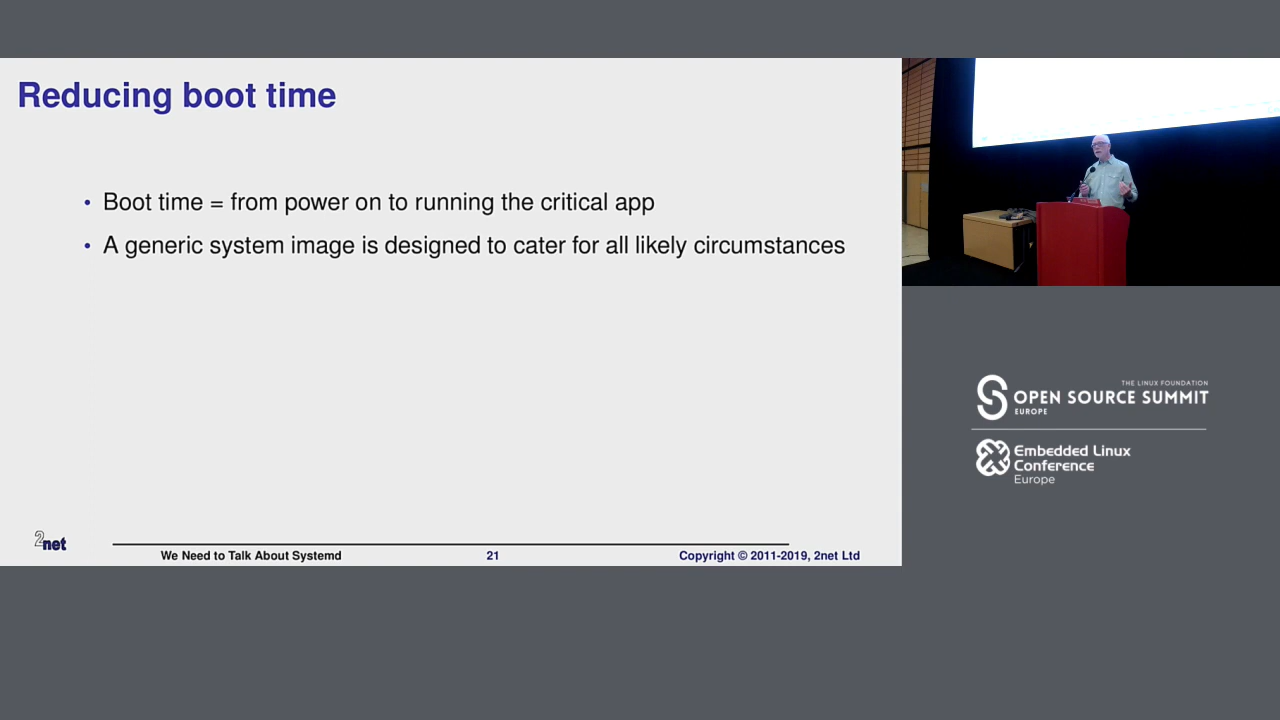 Reducing boot time
• Boot time = from power on to running the critical app
• A generic system image is designed to cater for all likely circumstances
2net
We Need to Talk About Systemd
21
Copyright © 2011-2019, 2net Ltd
THE LINUX FOUNDATION
OPEN SOURCE SUMMIT
EUROPE
Embedded Linux
Conference
Europe